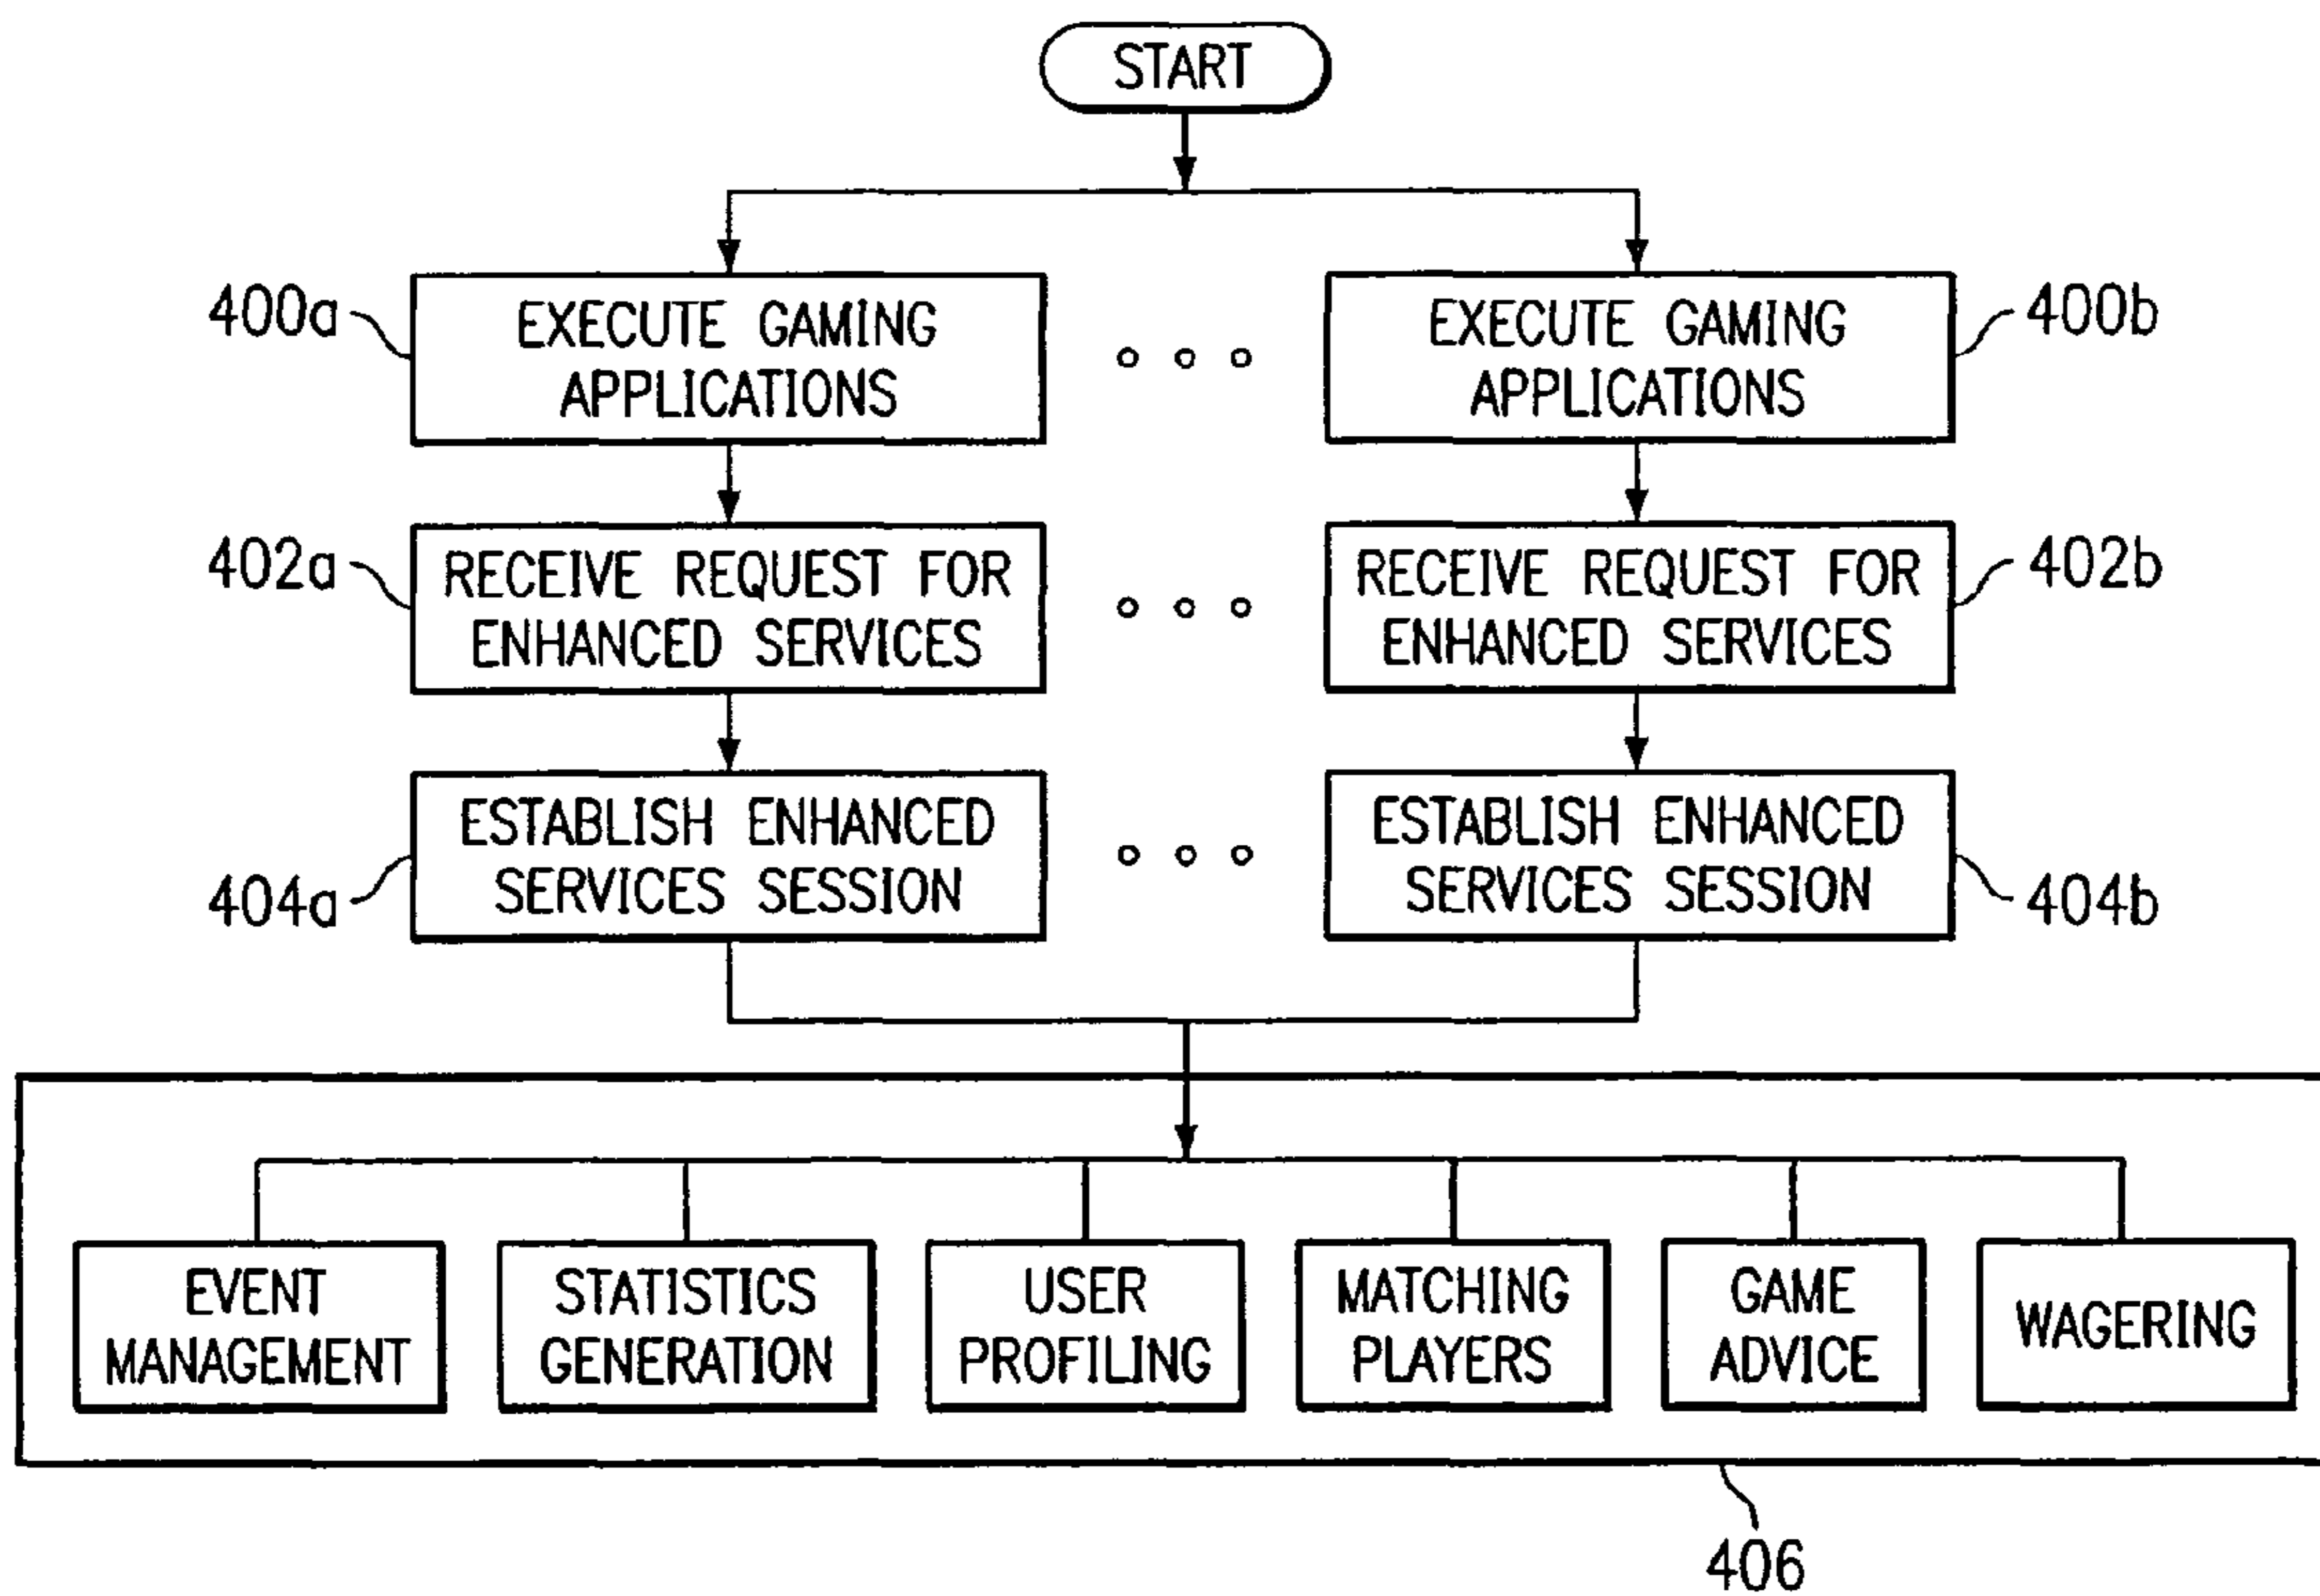 START
400a
EXECUTE GAMING
APPLICATIONS
EXECUTE GAMING
APPLICATIONS
400b
402a
RECEIVE REQUEST FOR
ENHANCED SERVICES
RECEIVE REQUEST FOR
ENHANCED SERVICES
402b
404a
ESTABLISH ENHANCED
SERVICES SESSION
ESTABLISH ENHANCED
SERVICES SESSION
404b
EVENT
MANAGEMENT
STATISTICS
GENERATION
USER
PROFILING
MATCHING
PLAYERS
GAME
ADVICE
WAGERING
406